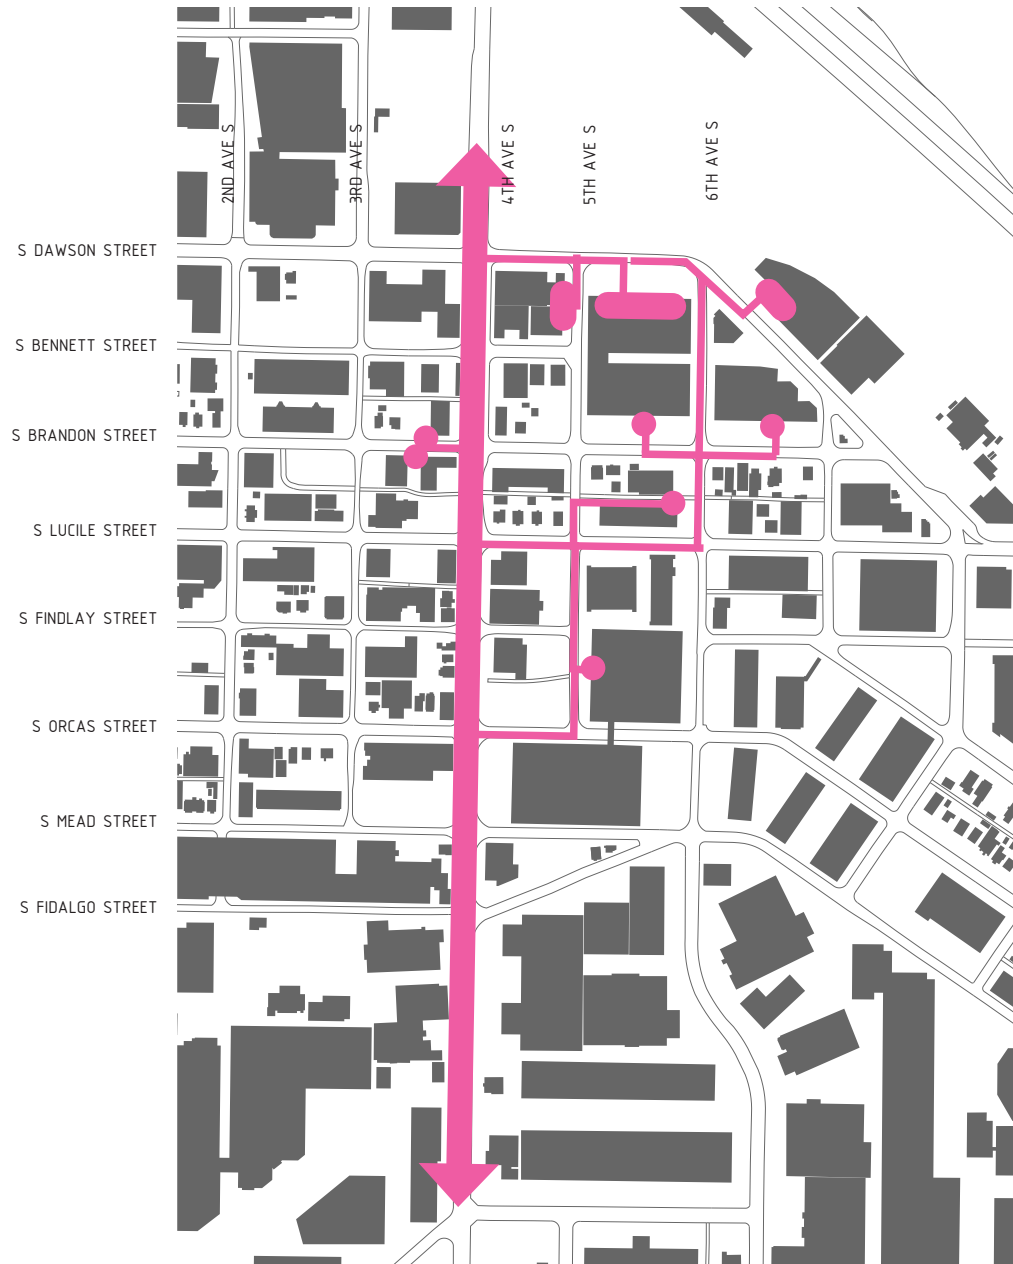 2ND AVE S
3RD AVE S
4TH AVE S
5TH AVE S
6TH AVE S
S DAWSON STREET
S BENNETT STREET
S BRANDON STREET
S LUCILE STREET
S FINDLAY STREET
S ORCAS STREET
S MEAD STREET
S FIDALGO STREET